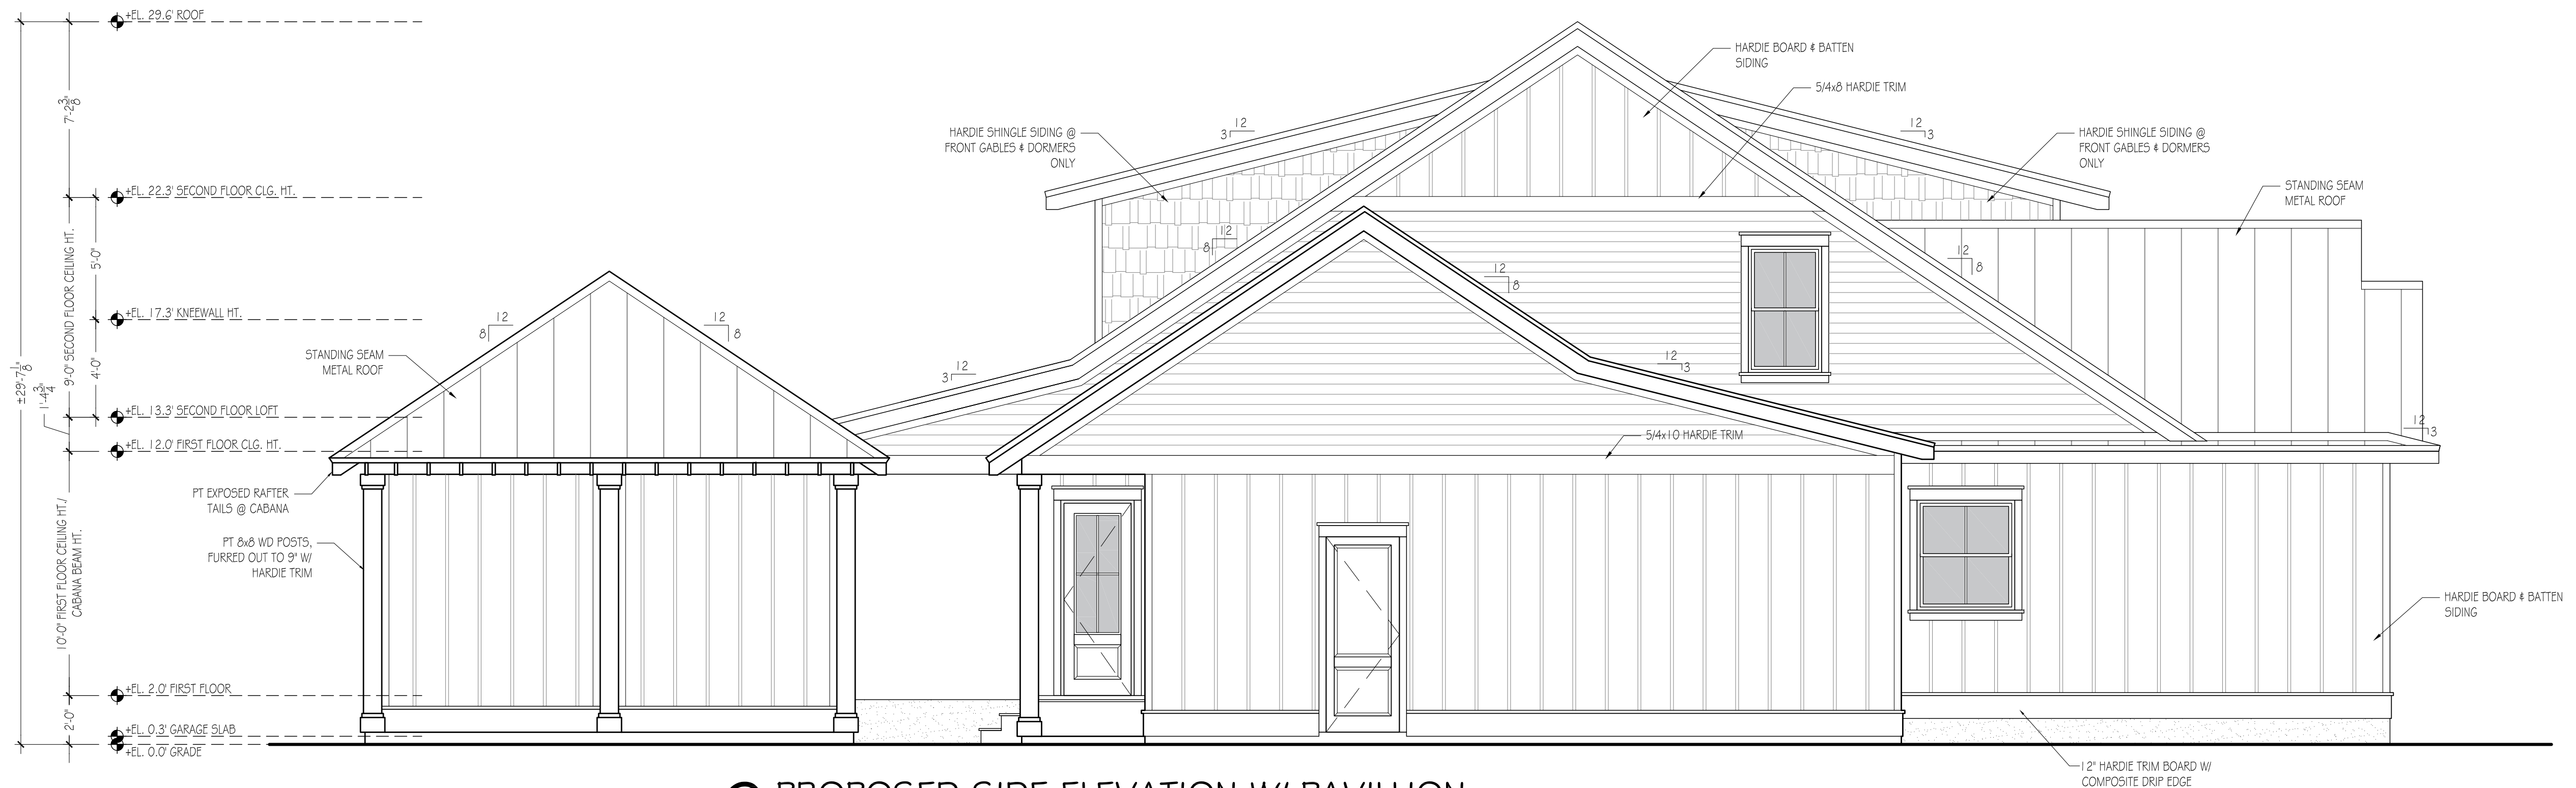 +EL. 29.6' ROOF
7'-2 3/8"
+EL. 22.3' SECOND FLOOR CLG. HT.
9'-0" SECOND FLOOR CEILING HT.
5'-0"
+EL. 17.3' KNEEWALL HT.
±29'-7 1/8"
1'-4 3/4"
4'-0"
+EL. 13.3' SECOND FLOOR LOFT
+EL. 12.0' FIRST FLOOR CLG. HT.
10'-0" FIRST FLOOR CEILING HT./
CABANA BEAM HT.
+EL. 2.0' FIRST FLOOR
2'-0"
+EL. 0.3' GARAGE SLAB
+EL. 0.0' GRADE
STANDING SEAM
METAL ROOF
12
8
12
8
PT EXPOSED RAFTER
TAILS @ CABANA
PT 8x8 WD POSTS,
FURRED OUT TO 9" W/
HARDIE TRIM
HARDIE SHINGLE SIDING @
FRONT GABLES & DORMERS
ONLY
12
3
12
3
12
8
12
8
12
3
HARDIE BOARD & BATTEN
SIDING
5/4x8 HARDIE TRIM
12
3
HARDIE SHINGLE SIDING @
FRONT GABLES & DORMERS
ONLY
STANDING SEAM
METAL ROOF
12
8
12
3
5/4x10 HARDIE TRIM
HARDIE BOARD & BATTEN
SIDING
12" HARDIE TRIM BOARD W/
COMPOSITE DRIP EDGE
PROPOSED SIDE ELEVATION W/ PAVILLION